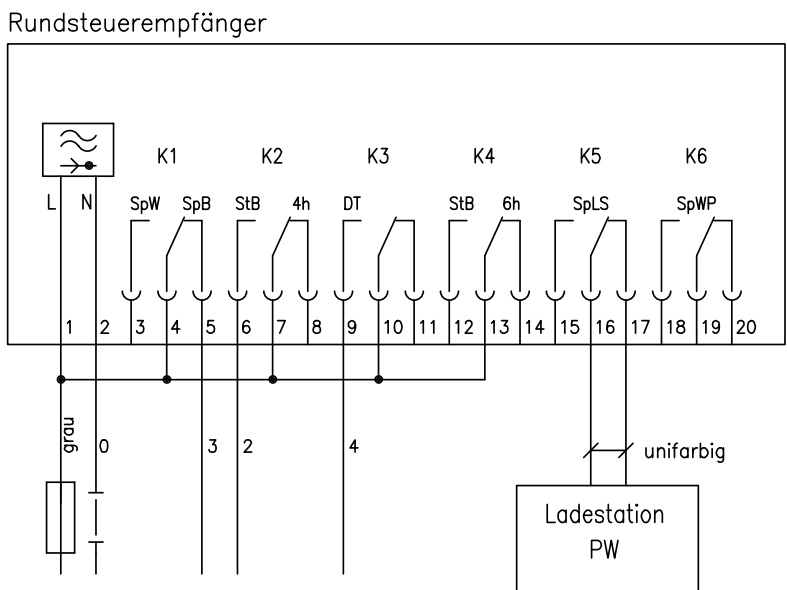 Rundsteuerempfänger
K1 K2 K3 K4 K5 K6
L N SpW SpB StB 4h DT StB 6h SpLS SpWP
1 2 3 4 5 6 7 8 9 10 11 12 13 14 15 16 17 18 19 20
grau 0 3 2 4 unifarbig
Ladestation
PW